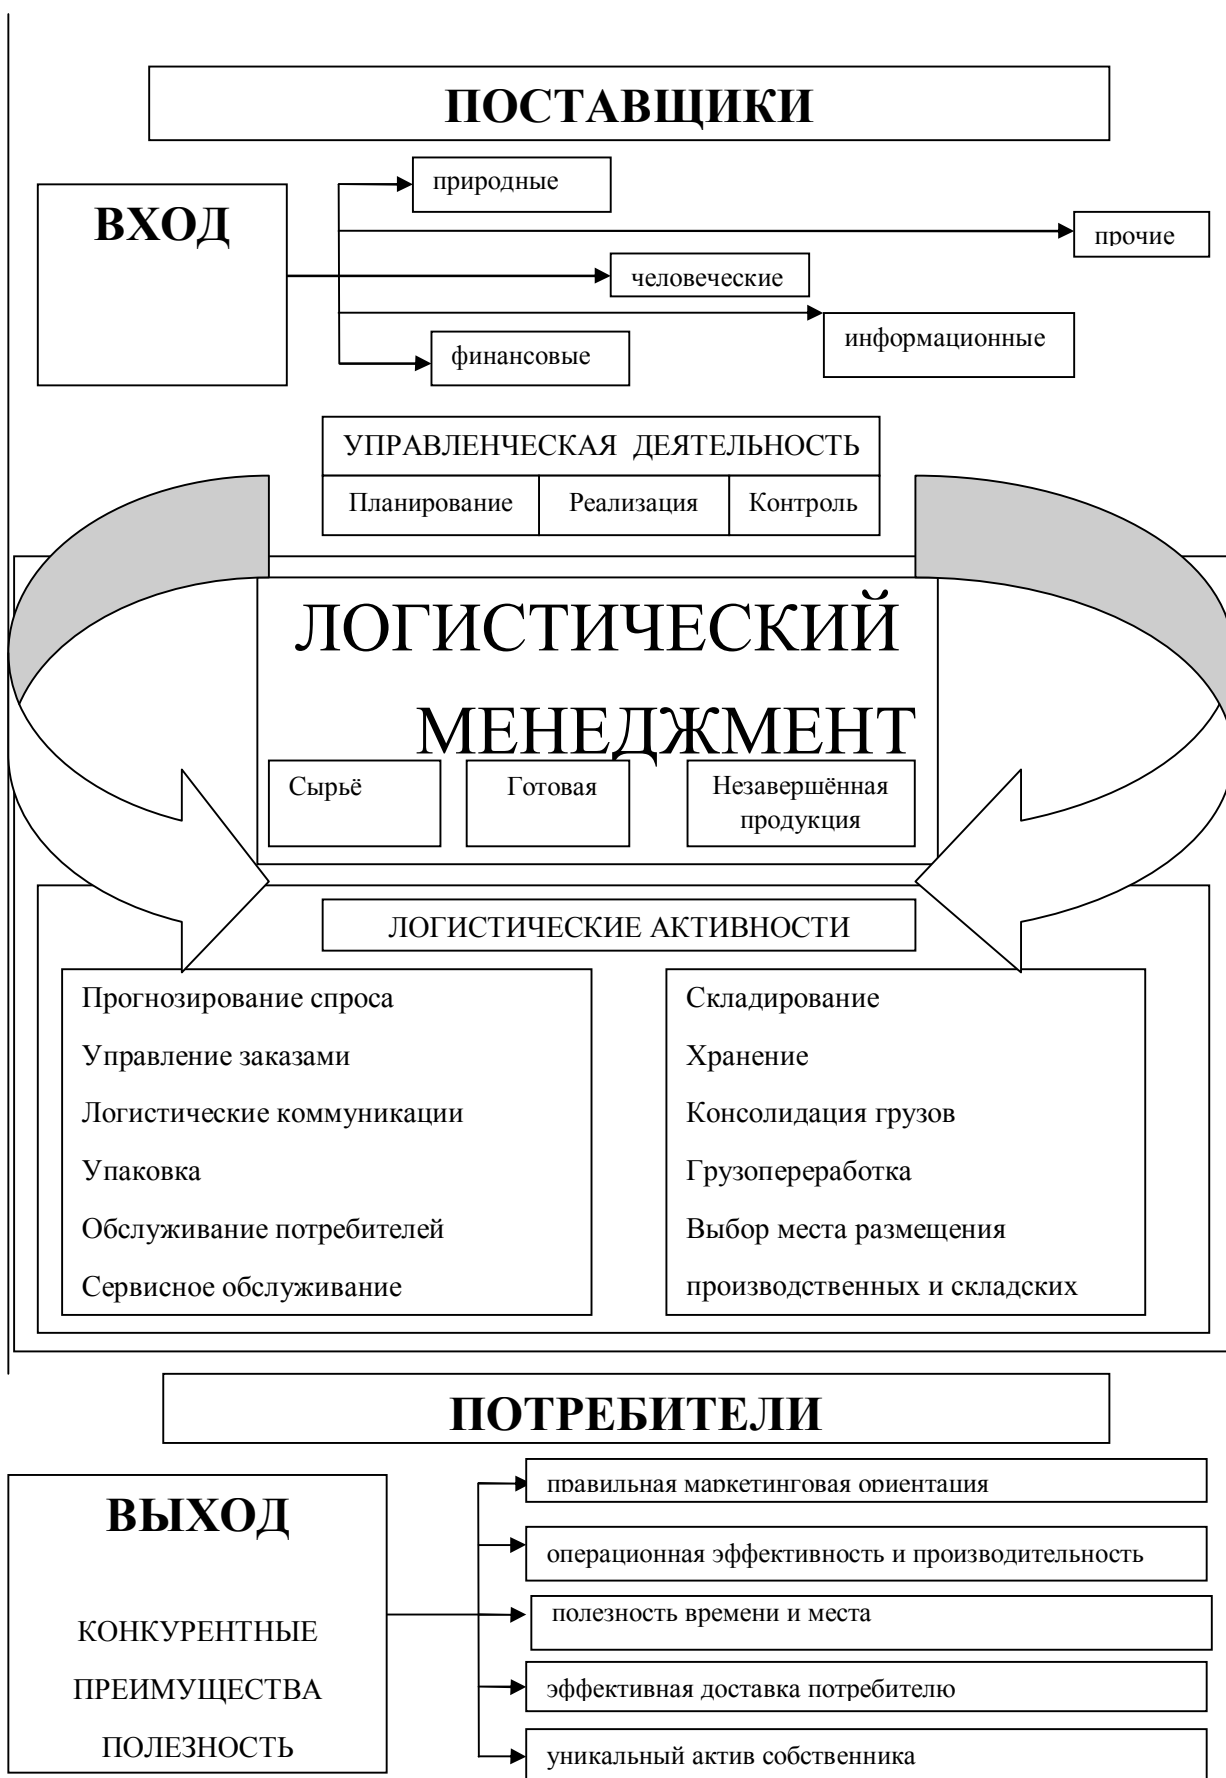 ПОСТАВЩИКИ
ВХОД
природные
прочие
человеческие
информационные
финансовые
УПРАВЛЕНЧЕСКАЯ ДЕЯТЕЛЬНОСТЬ
Планирование Реализация Контроль
ЛОГИСТИЧЕСКИЙ
МЕНЕДЖМЕНТ
Сырьё
Готовая
Незавершённая
продукция
ЛОГИСТИЧЕСКИЕ АКТИВНОСТИ
Прогнозирование спроса
Управление заказами
Логистические коммуникации
Упаковка
Обслуживание потребителей
Сервисное обслуживание
Складирование
Хранение
Консолидация грузов
Грузопереработка
Выбор места размещения
производственных и складских
ПОТРЕБИТЕЛИ
ВЫХОД
КОНКУРЕНТНЫЕ
ПРЕИМУЩЕСТВА
ПОЛЕЗНОСТЬ
правильная маркетинговая ориентация
операционная эффективность и производительность
полезность времени и места
эффективная доставка потребителю
уникальный актив собственника